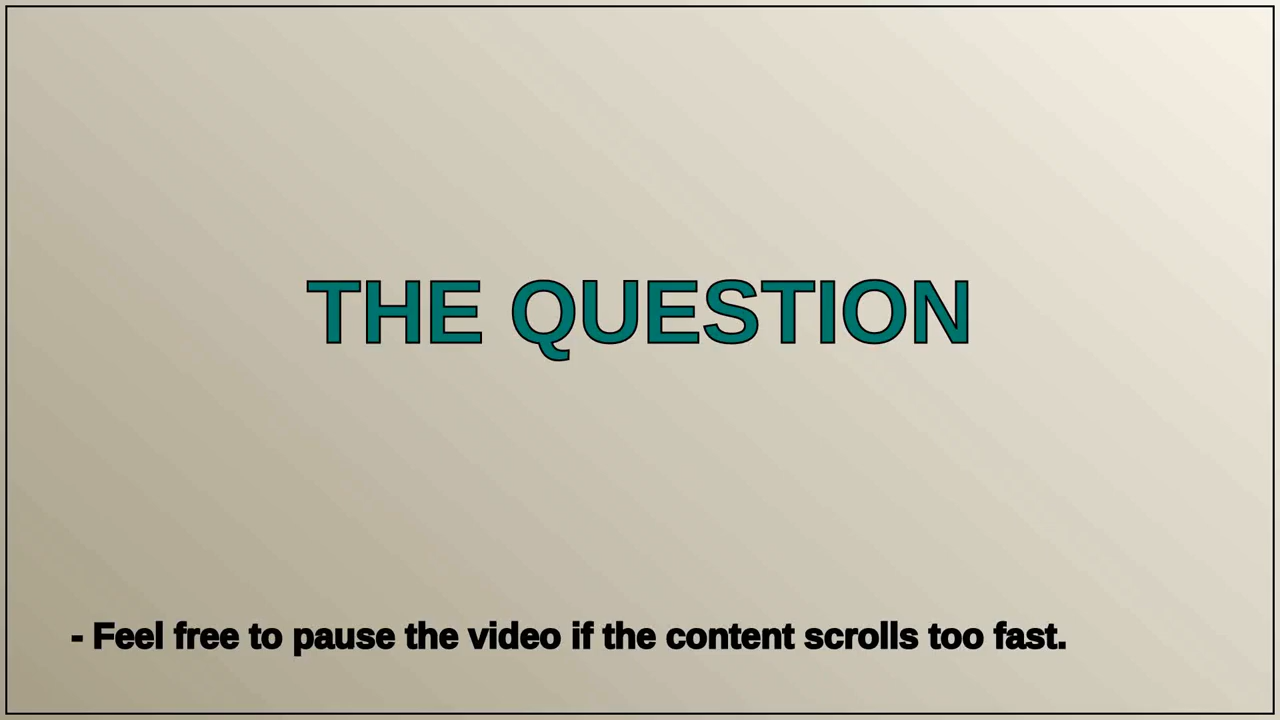 THE QUESTION
- Feel free to pause the video if the content scrolls too fast.